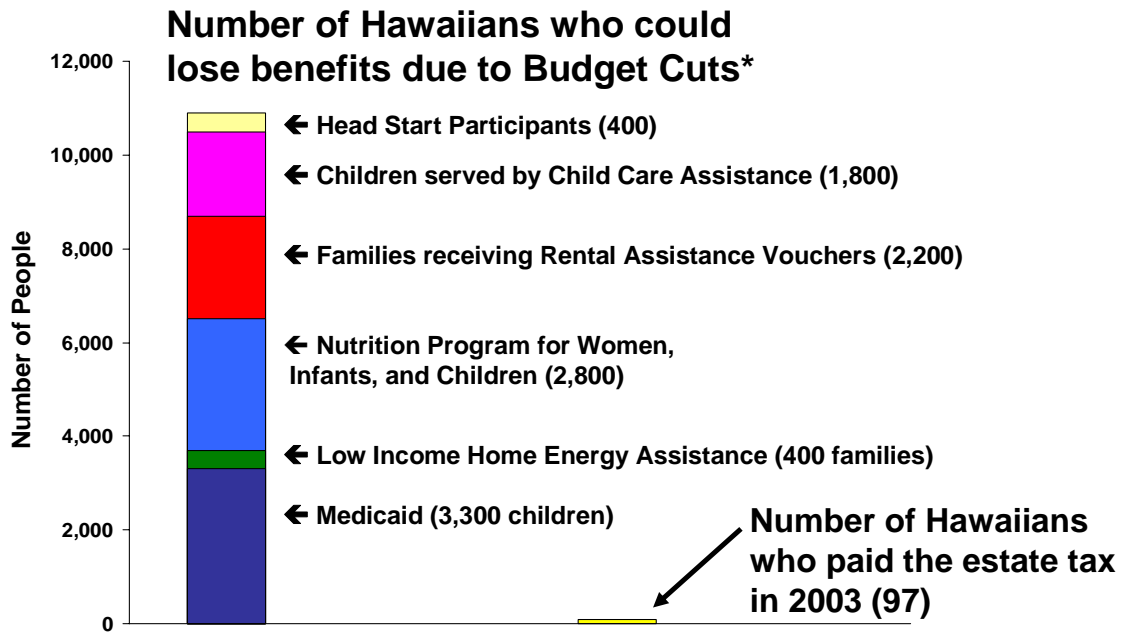 Number of Hawaiians who could
lose benefits due to Budget Cuts*
12,000
10,000
8,000
6,000
4,000
2,000
0
Number of People
← Head Start Participants (400)
← Children served by Child Care Assistance (1,800)
← Families receiving Rental Assistance Vouchers (2,200)
← Nutrition Program for Women,
Infants, and Children (2,800)
← Low Income Home Energy Assistance (400 families)
← Medicaid (3,300 children)
Number of Hawaiians
who paid the estate tax
in 2003 (97)